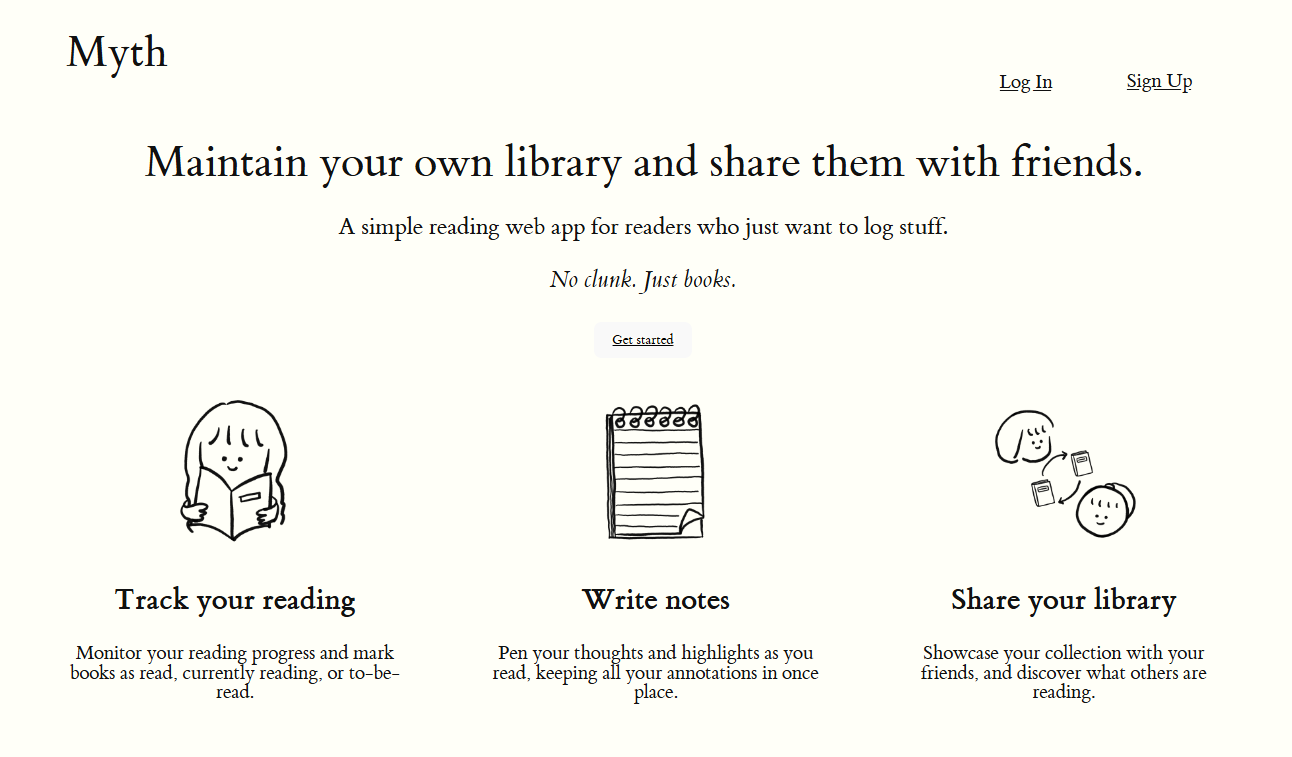 Myth
Log In
Sign Up
Maintain your own library and share them with friends.
A simple reading web app for readers who just want to log stuff.
No clunk. Just books.
Get started
Track your reading
Monitor your reading progress and mark
books as read, currently reading, or to-be-
read.
Write notes
Pen your thoughts and highlights as you
read, keeping all your annotations in once
place.
Share your library
Showcase your collection with your
friends, and discover what others are
reading.